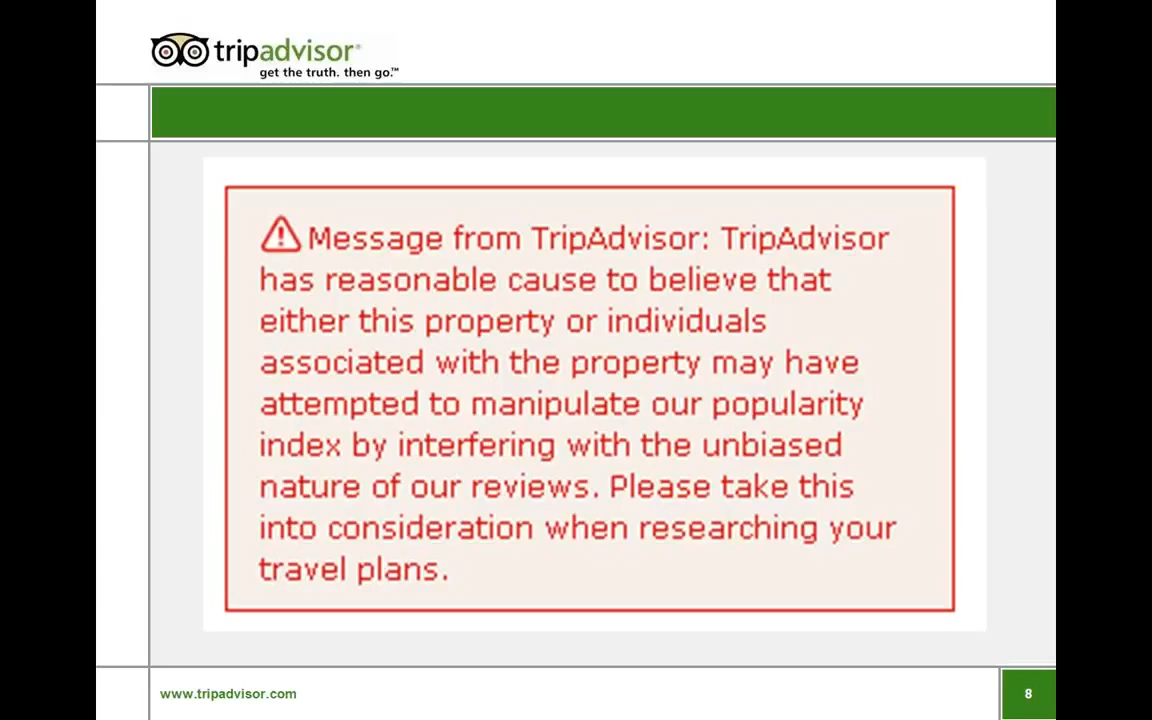 tripadvisor®
get the truth. then go.™
Message from TripAdvisor: TripAdvisor
has reasonable cause to believe that
either this property or individuals
associated with the property may have
attempted to manipulate our popularity
index by interfering with the unbiased
nature of our reviews. Please take this
into consideration when researching your
travel plans.
www.tripadvisor.com
8